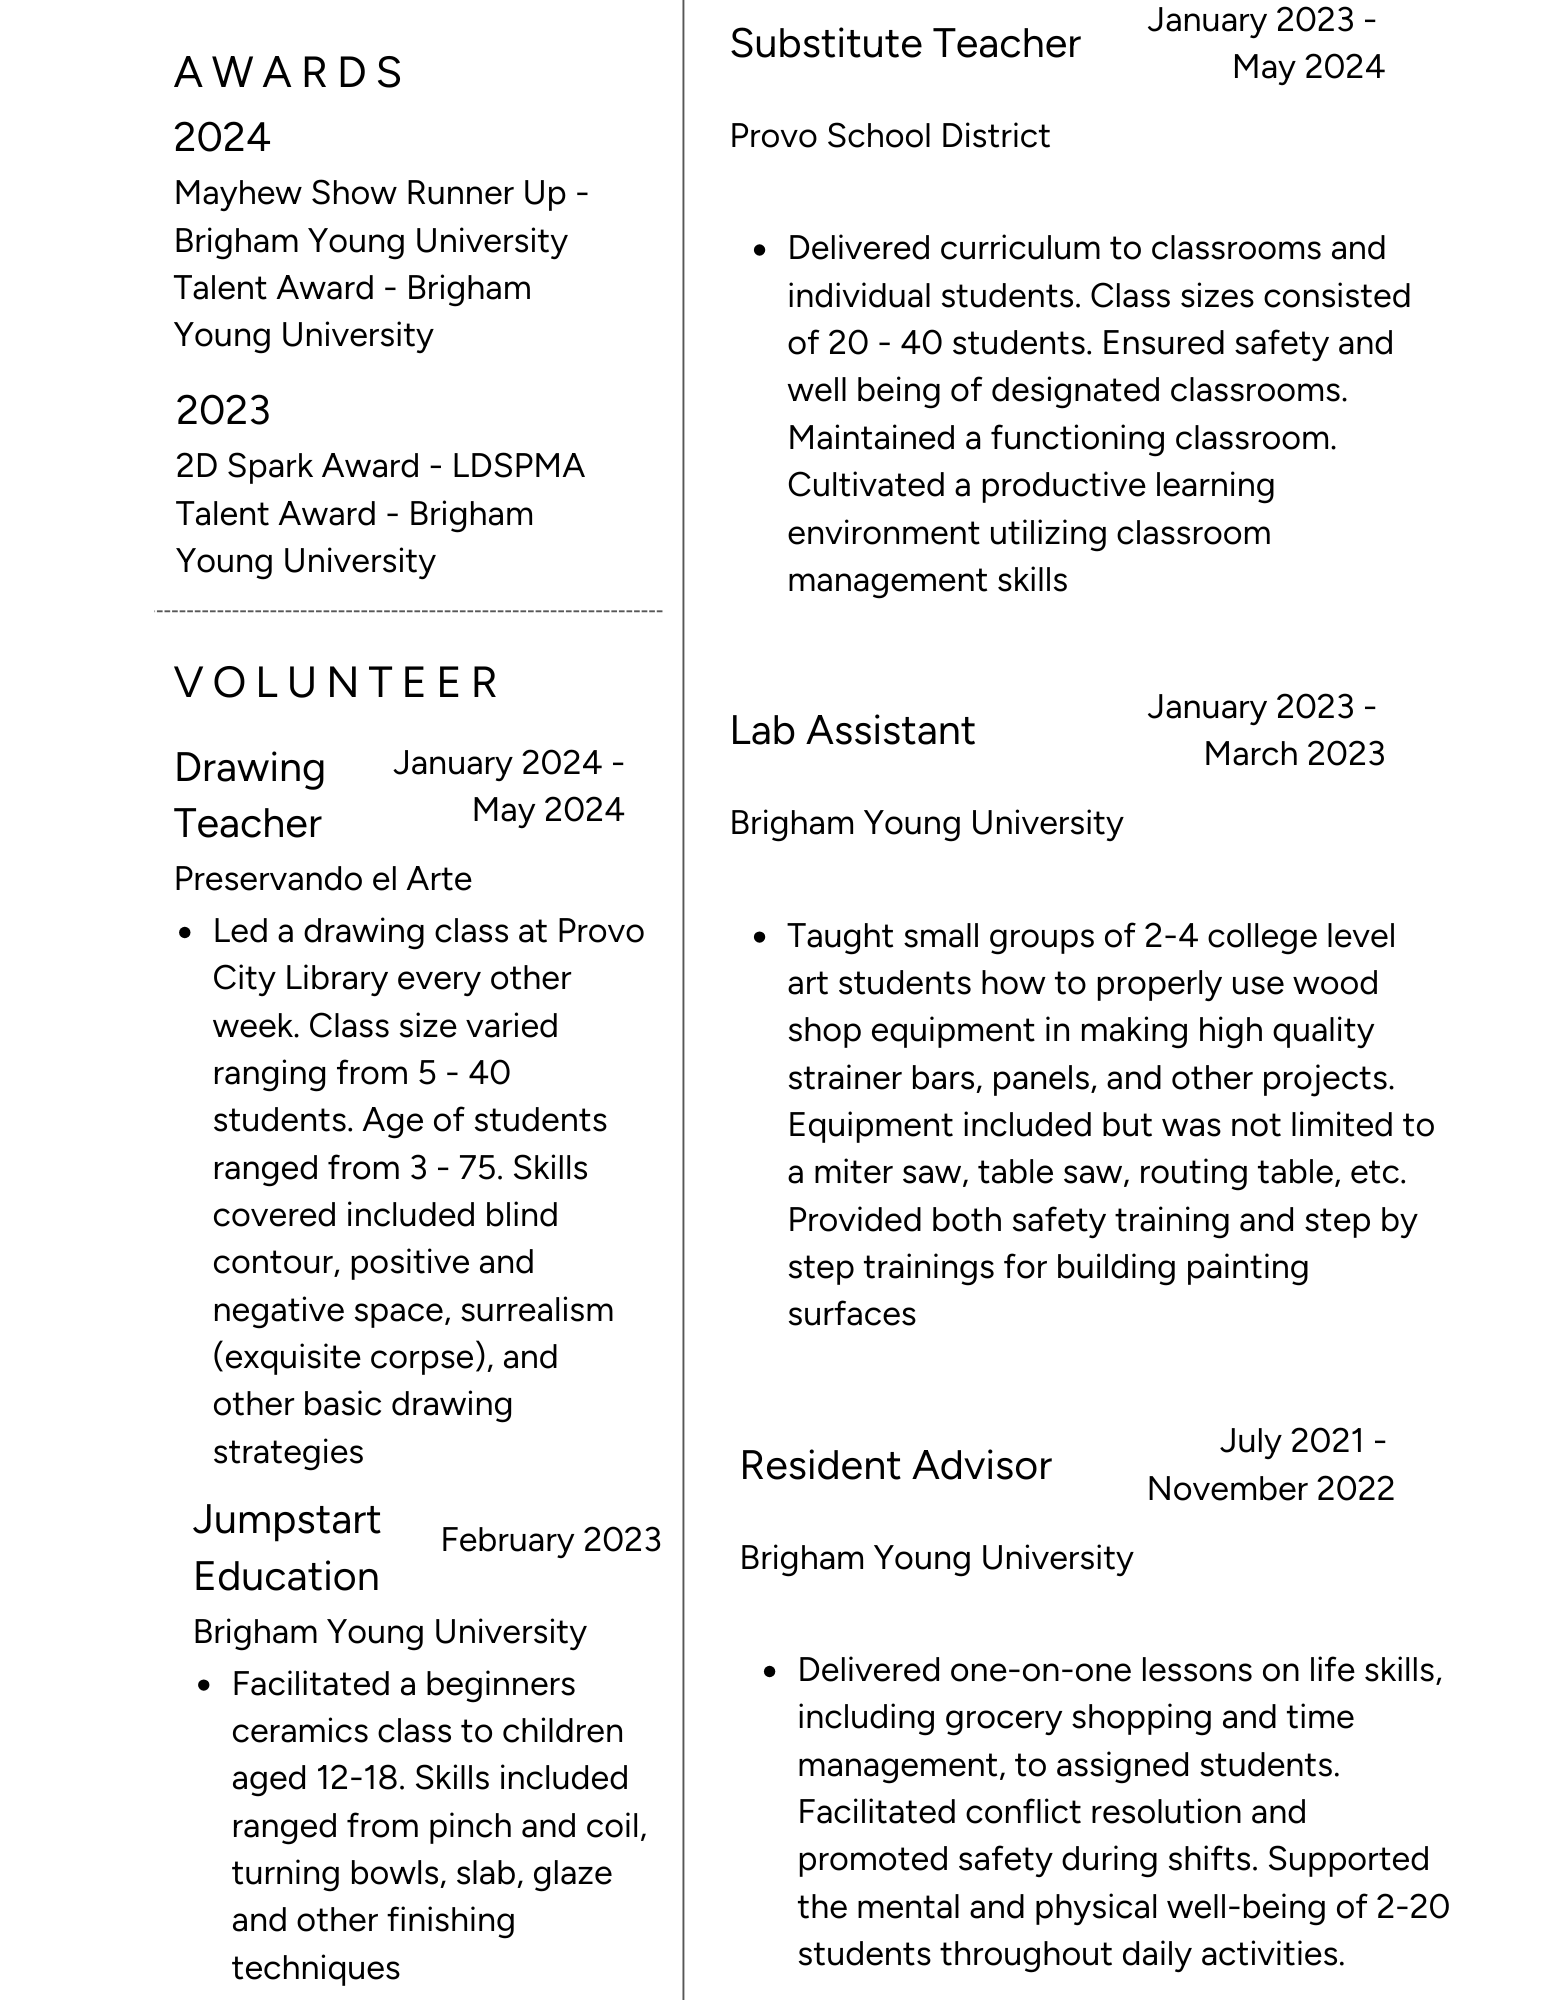 AWARDS
2024
Mayhew Show Runner Up -
Brigham Young University
Talent Award - Brigham
Young University
2023
2D Spark Award - LDSPMA
Talent Award - Brigham
Young University
VOLUNTEER
Drawing
Teacher
January 2024 -
May 2024
Preservando el Arte
• Led a drawing class at Provo
City Library every other
week. Class size varied
ranging from 5 - 40
students. Age of students
ranged from 3 - 75. Skills
covered included blind
contour, positive and
negative space, surrealism
(exquisite corpse), and
other basic drawing
strategies
Jumpstart
Education
February 2023
Brigham Young University
• Facilitated a beginners
ceramics class to children
aged 12-18. Skills included
ranged from pinch and coil,
turning bowls, slab, glaze
and other finishing
techniques
Substitute Teacher
January 2023 -
May 2024
Provo School District
• Delivered curriculum to classrooms and
individual students. Class sizes consisted
of 20 - 40 students. Ensured safety and
well being of designated classrooms.
Maintained a functioning classroom.
Cultivated a productive learning
environment utilizing classroom
management skills
Lab Assistant
January 2023 -
March 2023
Brigham Young University
• Taught small groups of 2-4 college level
art students how to properly use wood
shop equipment in making high quality
strainer bars, panels, and other projects.
Equipment included but was not limited to
a miter saw, table saw, routing table, etc.
Provided both safety training and step by
step trainings for building painting
surfaces
Resident Advisor
July 2021 -
November 2022
Brigham Young University
• Delivered one-on-one lessons on life skills,
including grocery shopping and time
management, to assigned students.
Facilitated conflict resolution and
promoted safety during shifts. Supported
the mental and physical well-being of 2-20
students throughout daily activities.